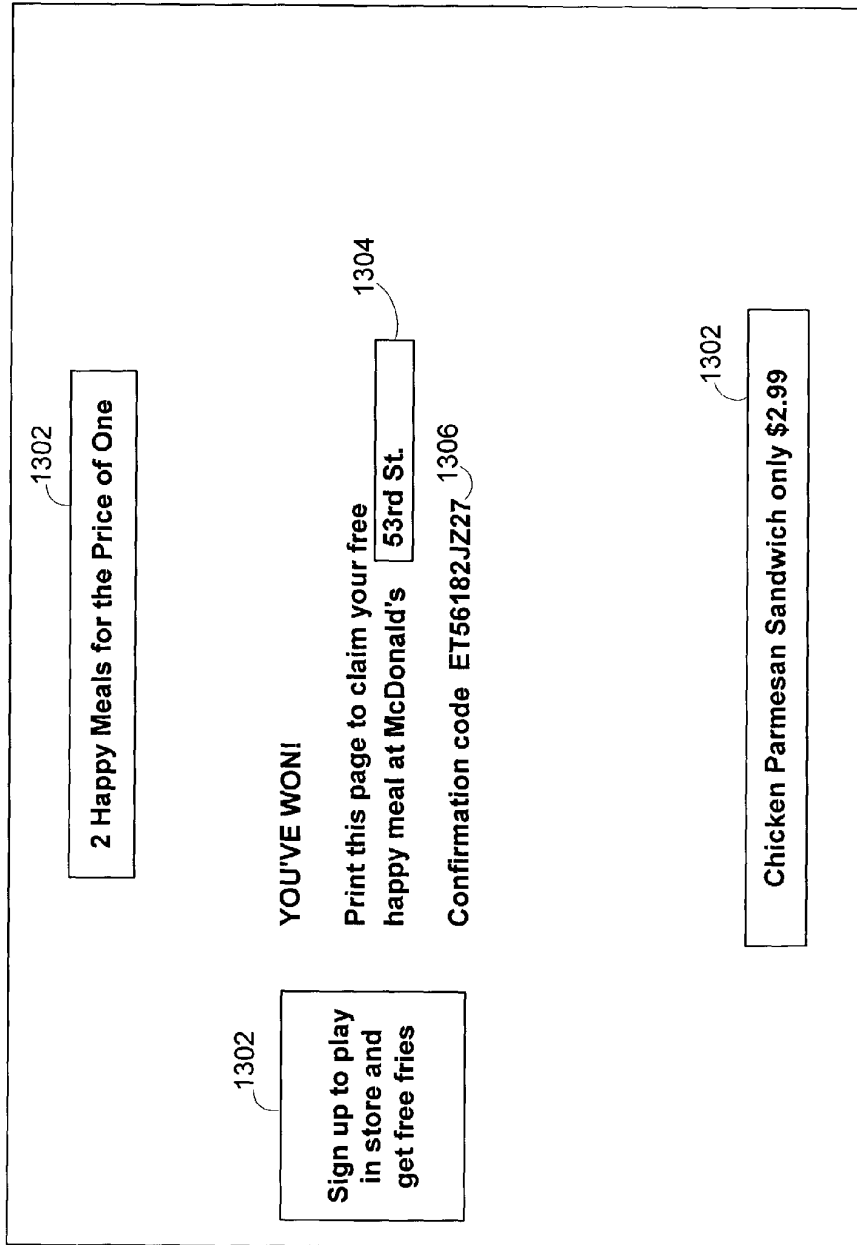 1302
2 Happy Meals for the Price of One
1302
Sign up to play
in store and
get free fries
YOU'VE WON!
Print this page to claim your free
happy meal at McDonald's 53rd St.
1304
Confirmation code ET56182JZ27
1306
1302
Chicken Parmesan Sandwich only $2.99